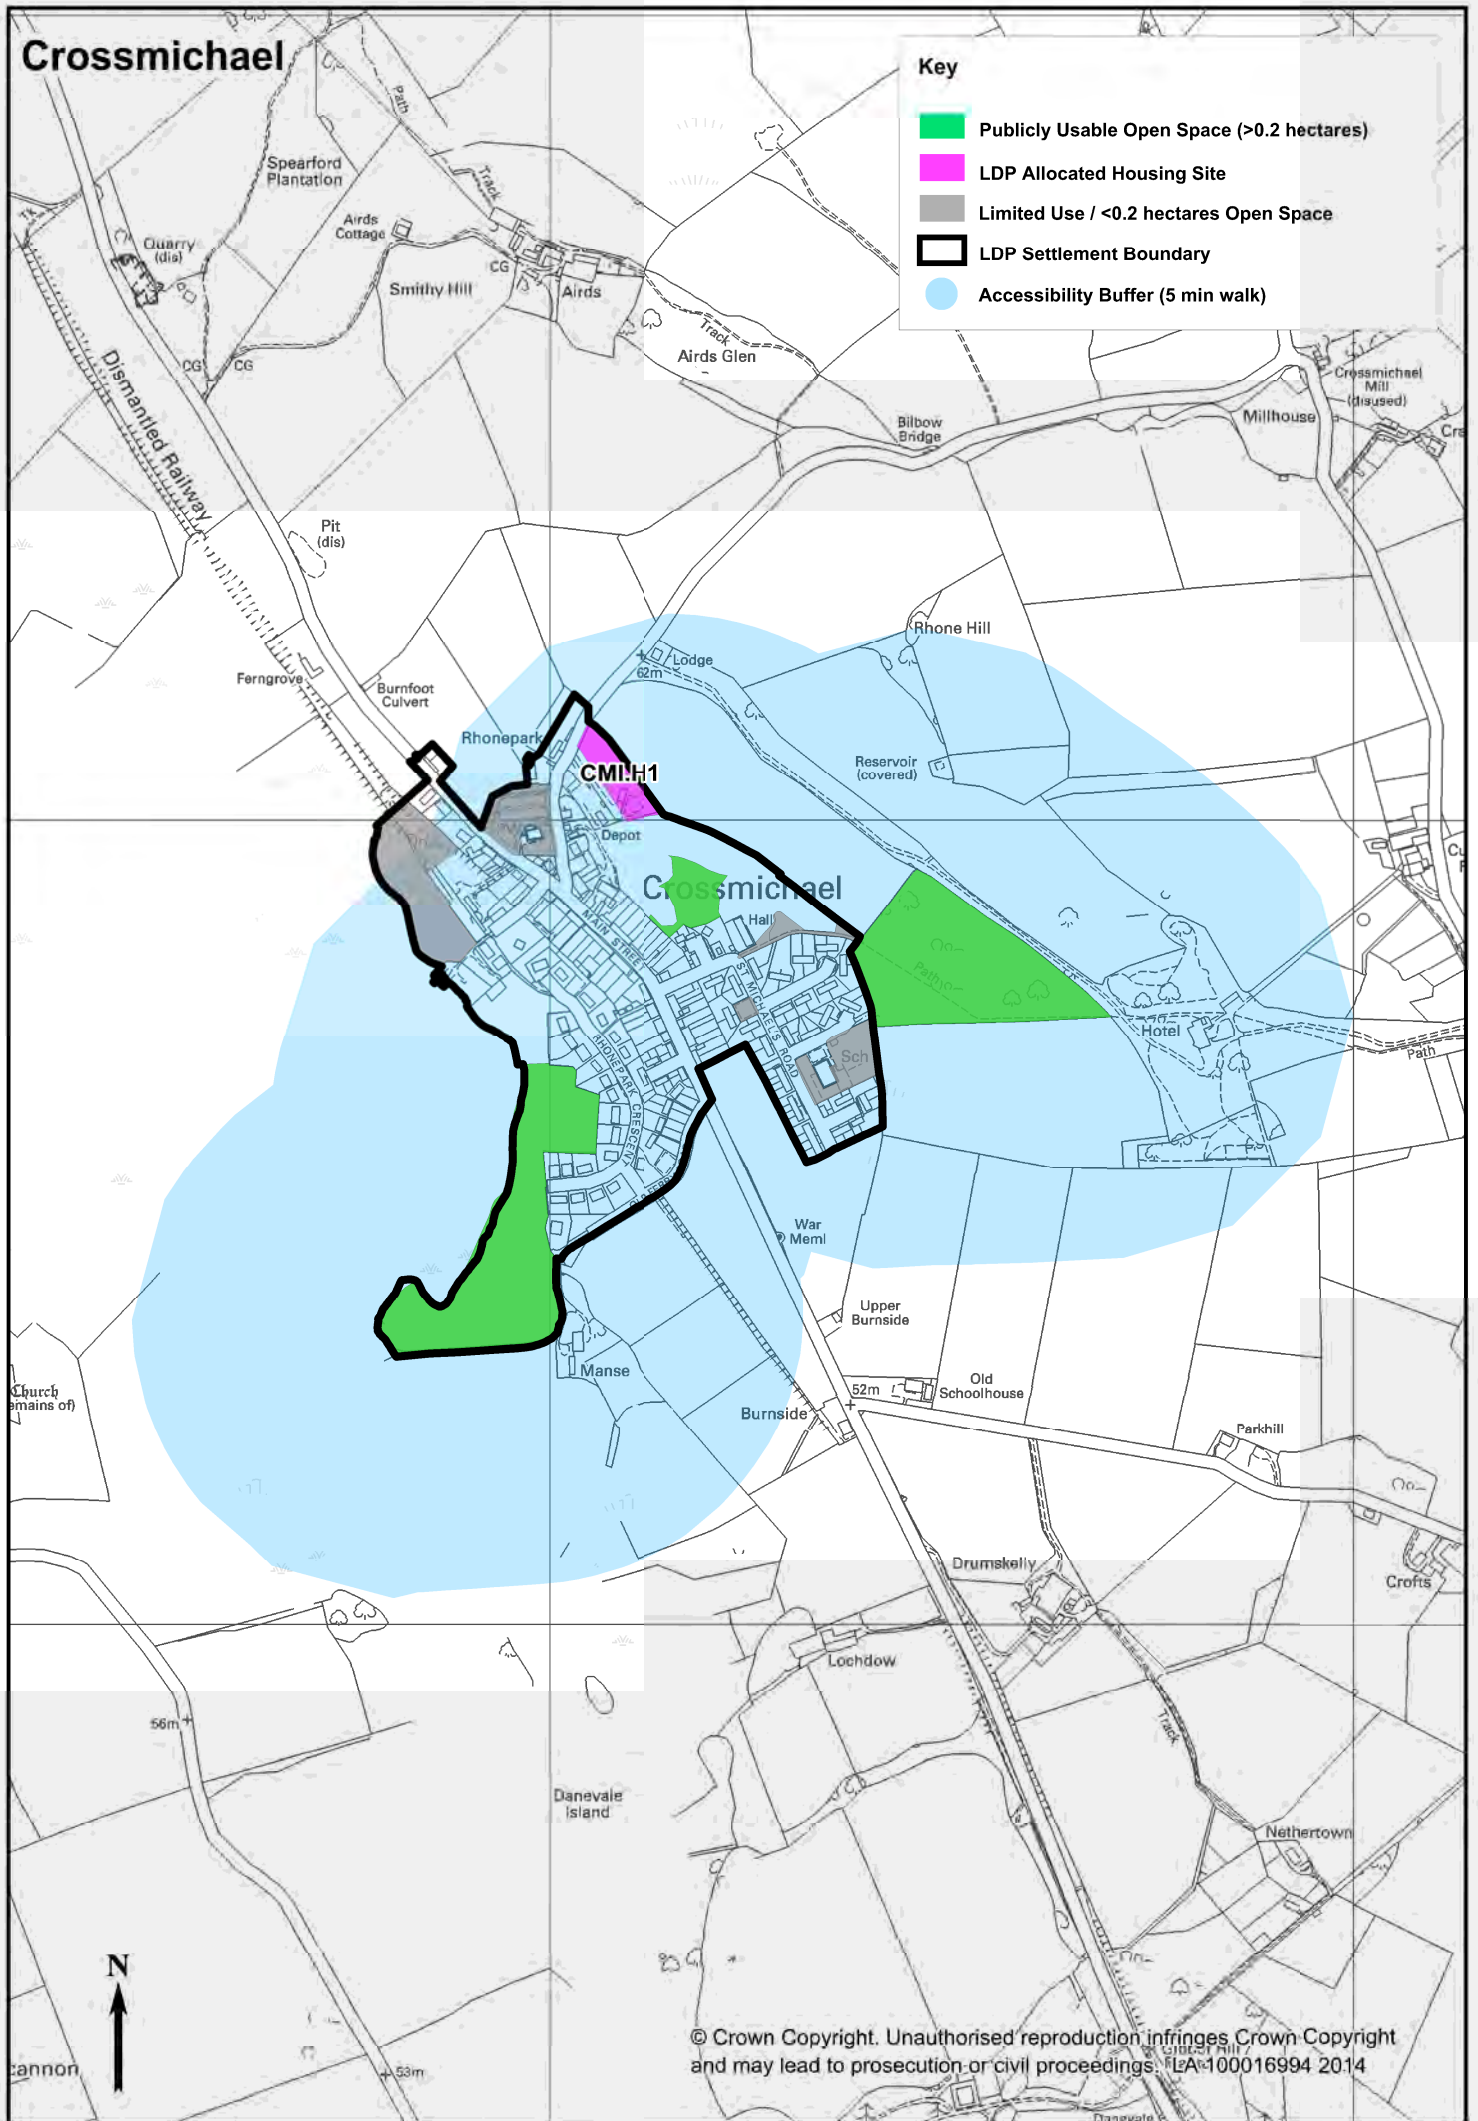 Crossmichael
Key
Publicly Usable Open Space (>0.2 hectares)
LDP Allocated Housing Site
Limited Use / <0.2 hectares Open Space
LDP Settlement Boundary
Accessibility Buffer (5 min walk)
Path
Spearford
Plantation
Track
Tk
Airds
Cottage
Quarry
(dis)
CG
Smithy Hill
Airds
Track
Airds Glen
CG
CG
Crossmichael
Mill
(disused)
Dismantled Railway
Millhouse
Bilbow
Bridge
Pit
(dis)
Rhone Hill
Lodge
62m
Ferngrove
Burnfoot
Culvert
Rhonepark
Reservoir
(covered)
CMI.H1
Depot
Crossmichael
Hall
MAIN STREET
Path
ST MICHAEL'S ROAD
Hotel
Path
Sch
RHONEPARK CRESCENT
War
Meml
Upper
Burnside
Manse
Old
Schoolhouse
52m
Church
emains of)
Burnside
Parkhill
Drumskelly
Crofts
Lochdow
56m
Track
Danevale
Island
Nethertown
N
© Crown Copyright. Unauthorised reproduction infringes Crown Copyright
and may lead to prosecution or civil proceedings. LA 100016994 2014
cannon
53m